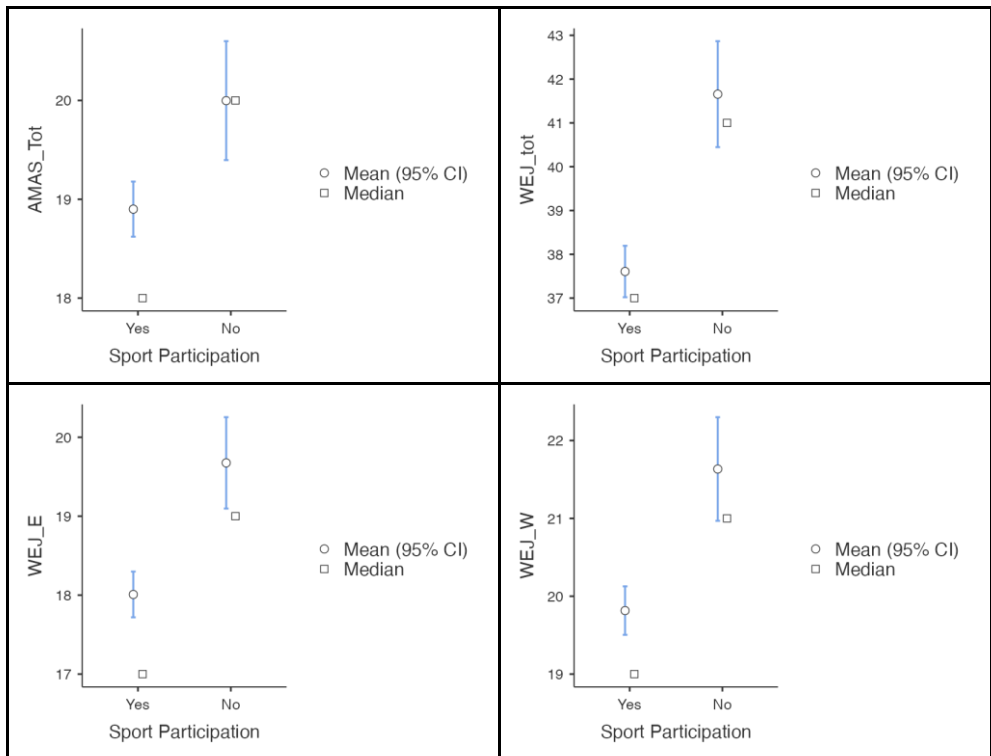 AMAS_Tot
20
19
18
Yes
No
Sport Participation
Mean (95% CI)
Median
WEJ_tot
43
42
41
40
39
38
37
Yes
No
Sport Participation
Mean (95% CI)
Median
WEJ_E
20
19
18
17
Yes
No
Sport Participation
Mean (95% CI)
Median
WEJ_W
22
21
20
19
Yes
No
Sport Participation
Mean (95% CI)
Median